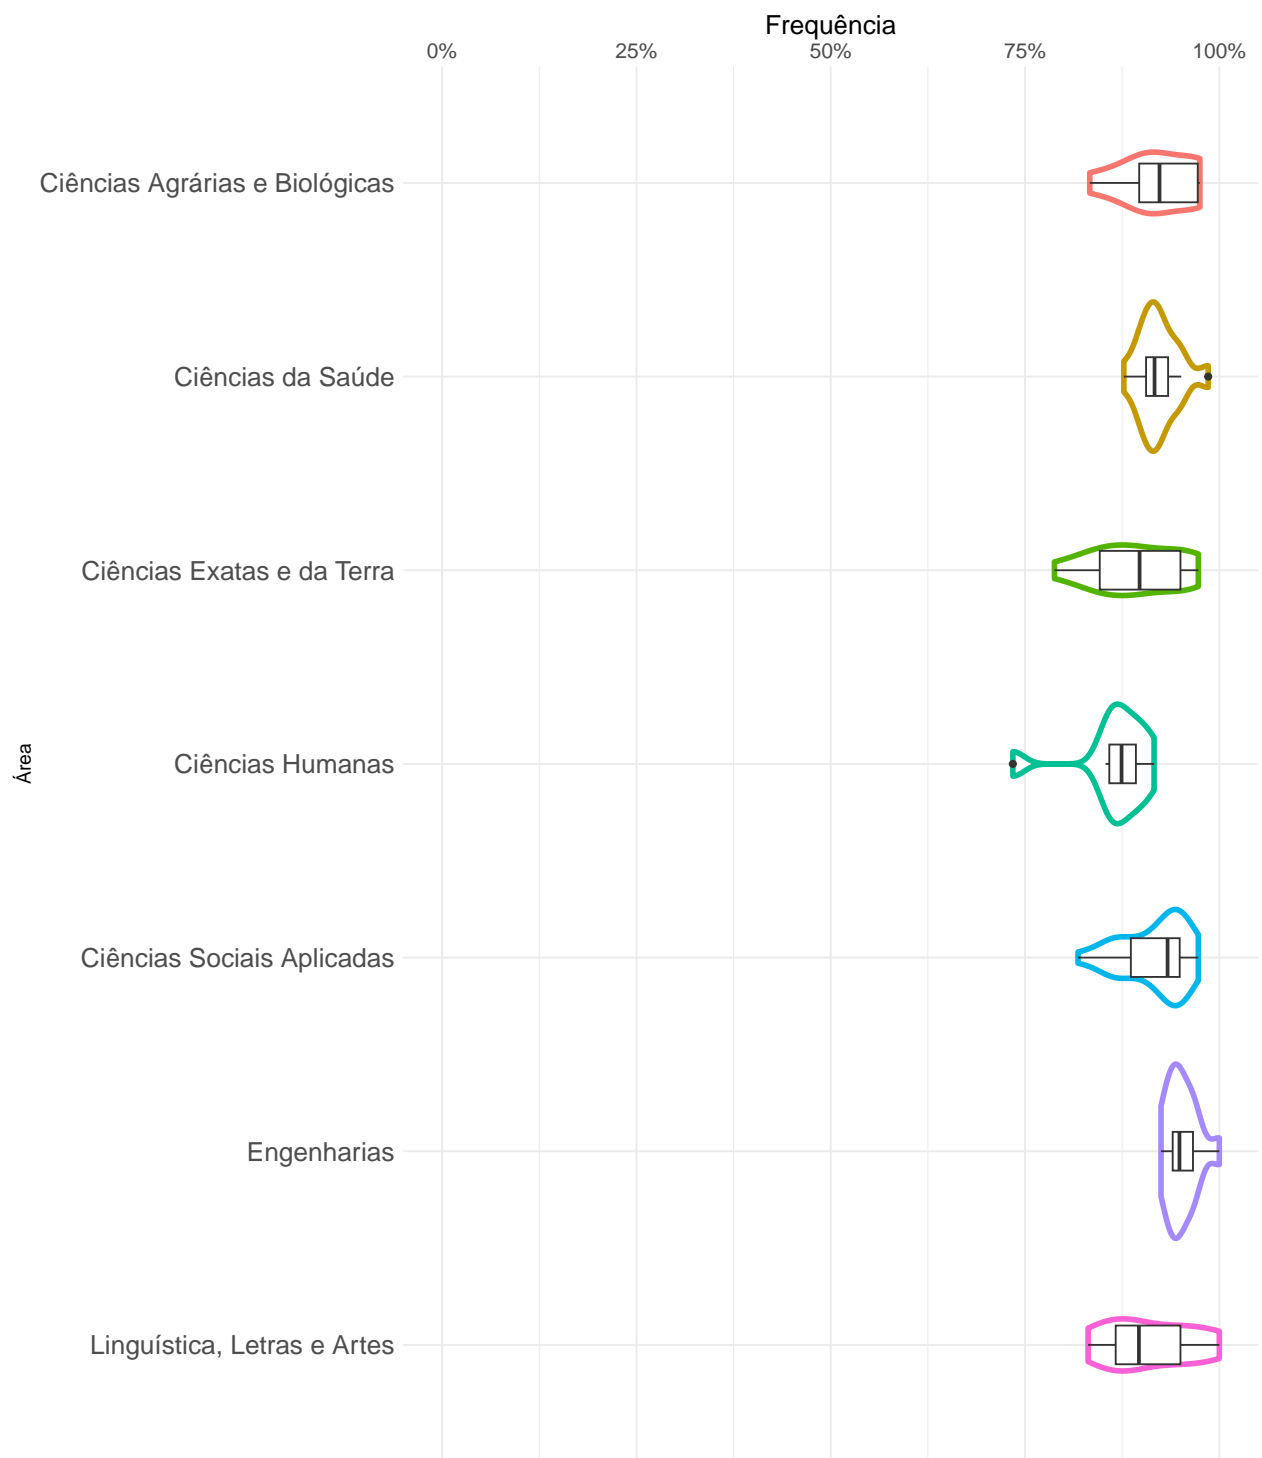 Frequência
0% 25% 50% 75% 100%
Ciências Agrárias e Biológicas
Ciências da Saúde
Ciências Exatas e da Terra
Ciências Humanas
Área
Ciências Sociais Aplicadas
Engenharias
Linguística, Letras e Artes